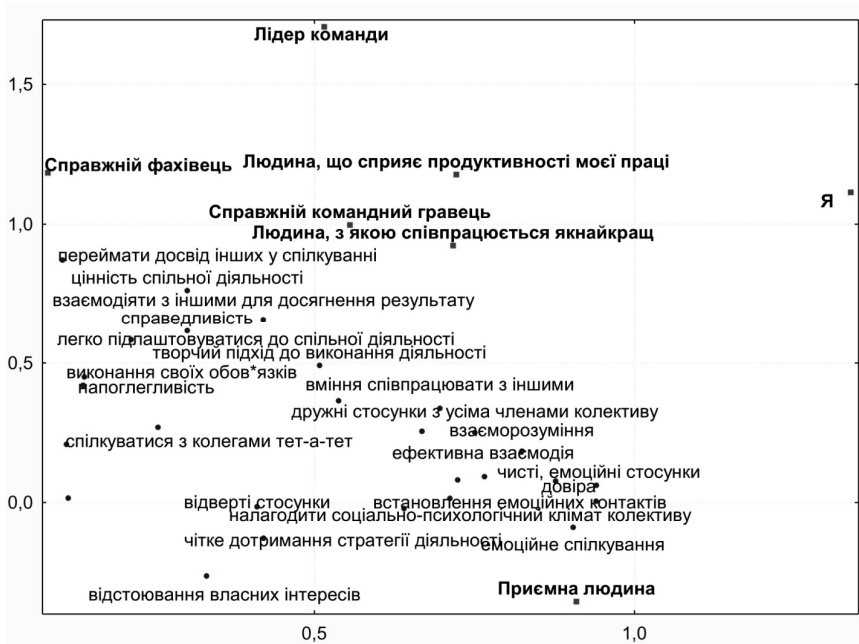 Лідер команди
1,5
Справжній фахівець
Людина, що сприяє продуктивності моєї праці
Я
Справжній командний гравець
1,0
Людина, з якою співпрацюється якнайкращ
переймати досвід інших у спілкуванні
цінність спільної діяльності
взаємодіяти з іншими для досягнення результату
справедливість
легко підлаштовуватися до спільної діяльності
творчий підхід до виконання діяльності
0,5
виконання своїх обов*язків
вміння співпрацювати з іншими
наполегливість
дружні стосунки з усіма членами колективу
взаєморозуміння
спілкуватися з колегами тет-а-тет
ефективна взаємодія
чисті, емоційні стосунки
довіра
0,0
відверті стосунки
встановлення емоційних контактів
налагодити соціально-психологічний клімат колективу
чітке дотримання стратегії діяльності
емоційне спілкування
Приємна людина
відстоювання власних інтересів
0,5
1,0